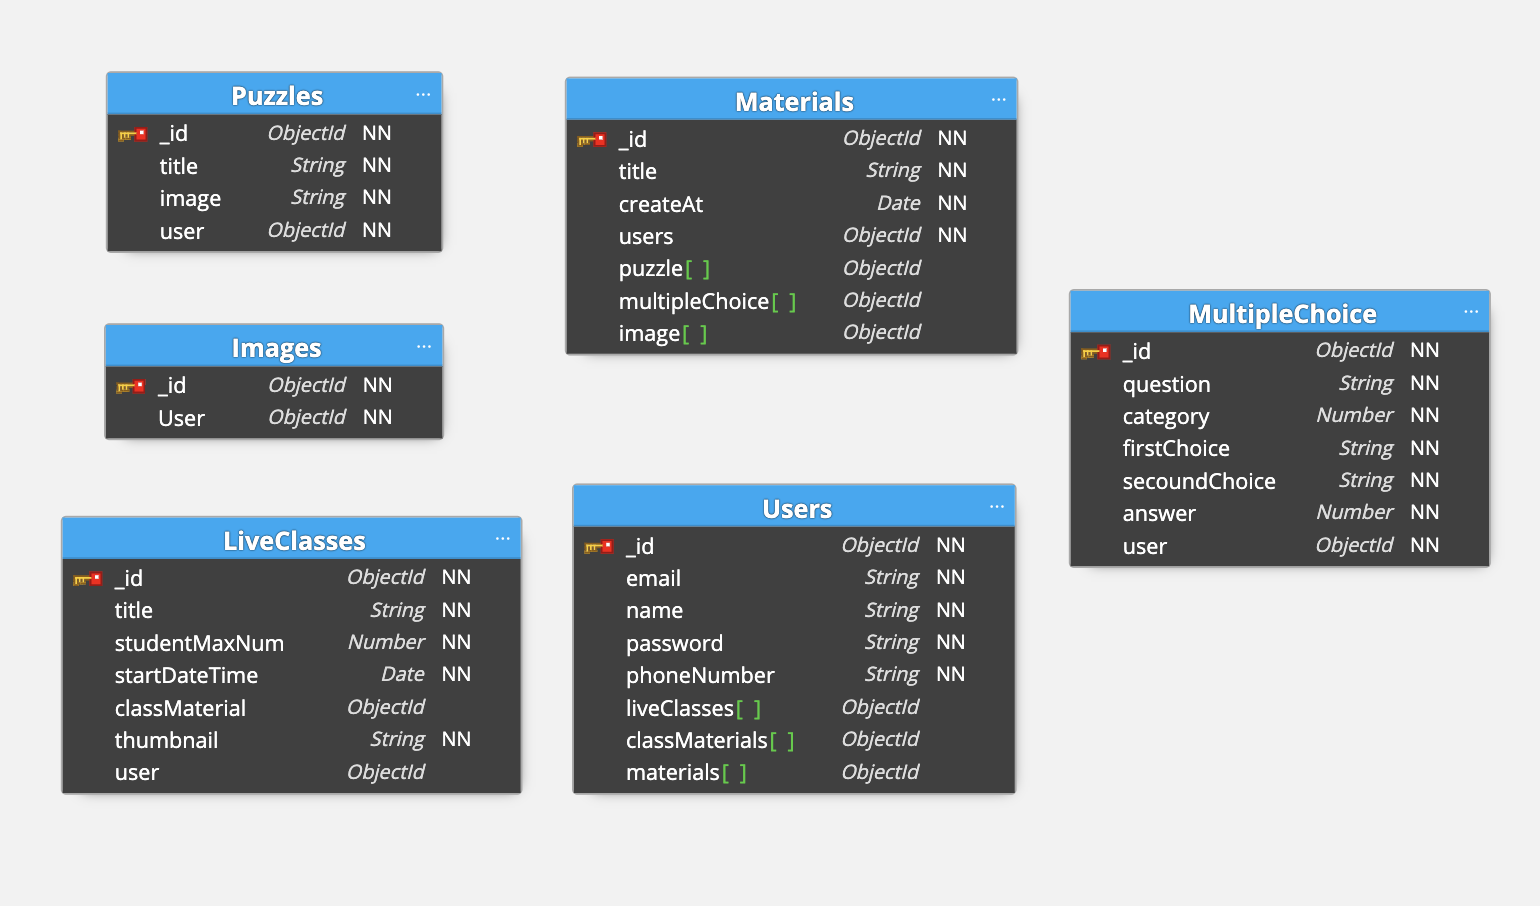 Puzzles ...
_id ObjectId NN
title String NN
image String NN
user ObjectId NN
Materials ...
_id ObjectId NN
title String NN
createAt Date NN
users ObjectId NN
puzzle[ ] ObjectId
multipleChoice[ ] ObjectId
image[ ] ObjectId
MultipleChoice ...
_id ObjectId NN
question String NN
category Number NN
firstChoice String NN
secoundChoice String NN
answer Number NN
user ObjectId NN
Images ...
_id ObjectId NN
User ObjectId NN
LiveClasses ...
_id ObjectId NN
title String NN
studentMaxNum Number NN
startDateTime Date NN
classMaterial ObjectId
thumbnail String NN
user ObjectId
Users ...
_id ObjectId NN
email String NN
name String NN
password String NN
phoneNumber String NN
liveClasses[ ] ObjectId
classMaterials[ ] ObjectId
materials[ ] ObjectId